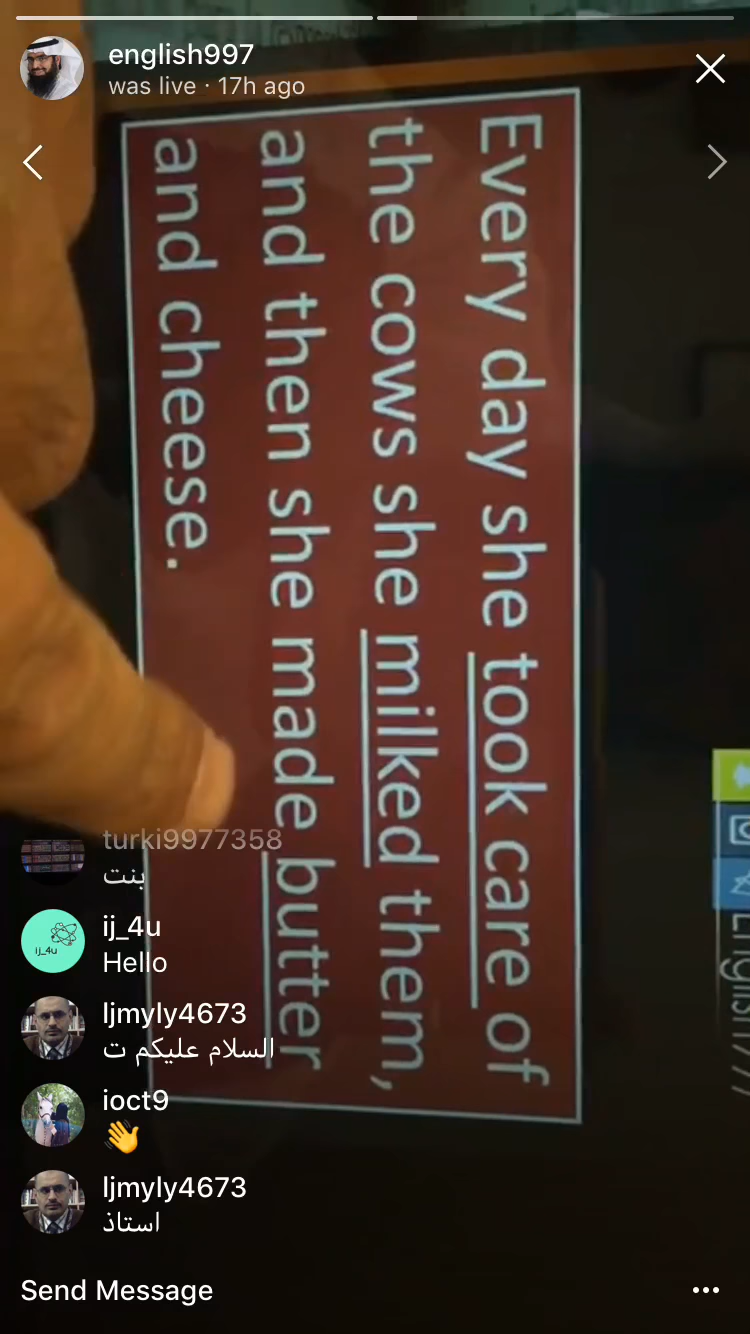 english997
was live · 17h ago
Every day she took care of
the cows she milked them,
and then she made butter
and cheese.
turki9977358
بنت
ij_4u
ij_4u
Hello
ljmyly4673
السلام عليكم ت
ioct9
👋
ljmyly4673
استاذ
Send Message